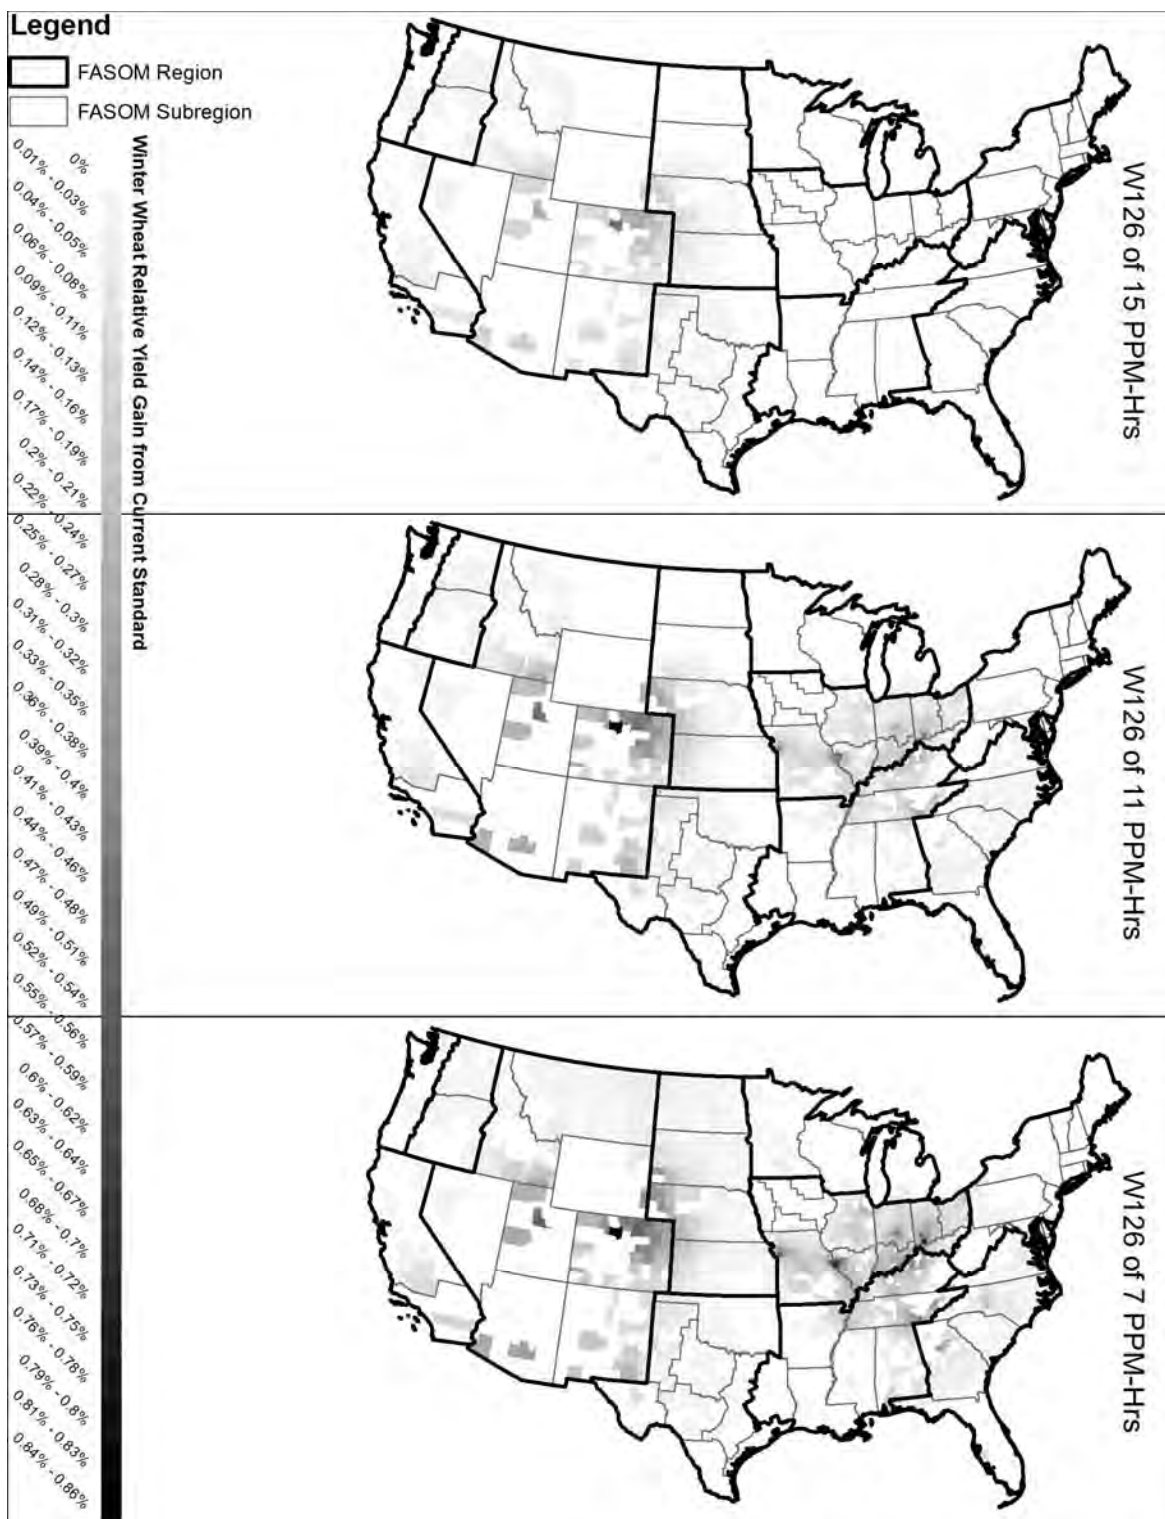 Legend
FASOM Region
FASOM Subregion
Winter Wheat Relative Yield Gain from Current Standard
0%
0.01% - 0.03%
0.04% - 0.05%
0.06% - 0.08%
0.09% - 0.11%
0.12% - 0.13%
0.14% - 0.16%
0.17% - 0.19%
0.2% - 0.21%
0.22% - 0.24%
0.25% - 0.27%
0.28% - 0.3%
0.31% - 0.32%
0.33% - 0.35%
0.36% - 0.38%
0.39% - 0.4%
0.41% - 0.43%
0.44% - 0.46%
0.47% - 0.48%
0.49% - 0.51%
0.52% - 0.54%
0.55% - 0.56%
0.57% - 0.59%
0.6% - 0.62%
0.63% - 0.64%
0.65% - 0.67%
0.68% - 0.7%
0.71% - 0.72%
0.73% - 0.75%
0.76% - 0.78%
0.79% - 0.8%
0.81% - 0.83%
0.84% - 0.86%
W126 of 15 PPM-Hrs
W126 of 11 PPM-Hrs
W126 of 7 PPM-Hrs